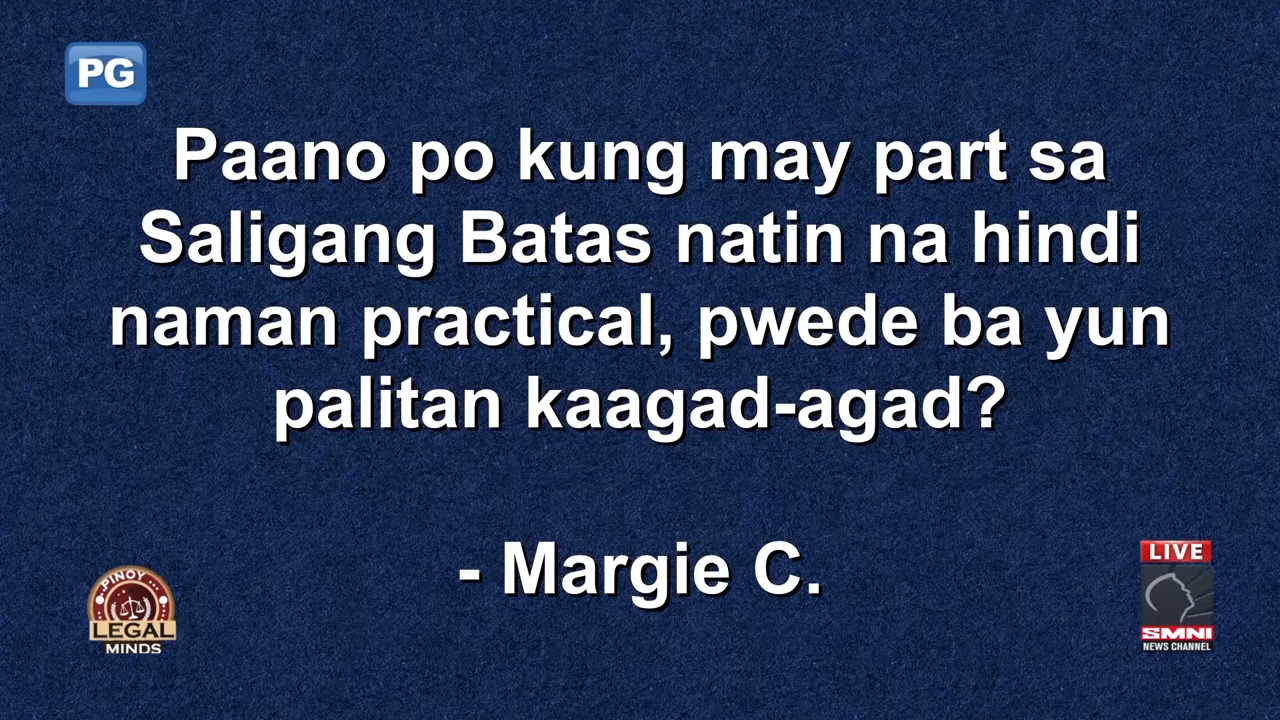 PG
Paano po kung may part sa
Saligang Batas natin na hindi
naman practical, pwede ba yun
palitan kaagad-agad?
- Margie C.
PINOY
LEGAL
MINDS
LIVE
SMNI
NEWS CHANNEL